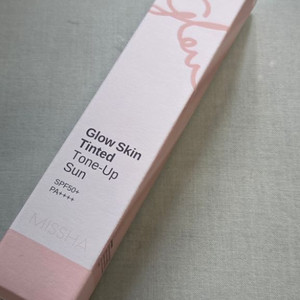 Glow
Glow Skin
Tinted
Tone-Up
Sun
SPF50+
PA++++
MISSHA